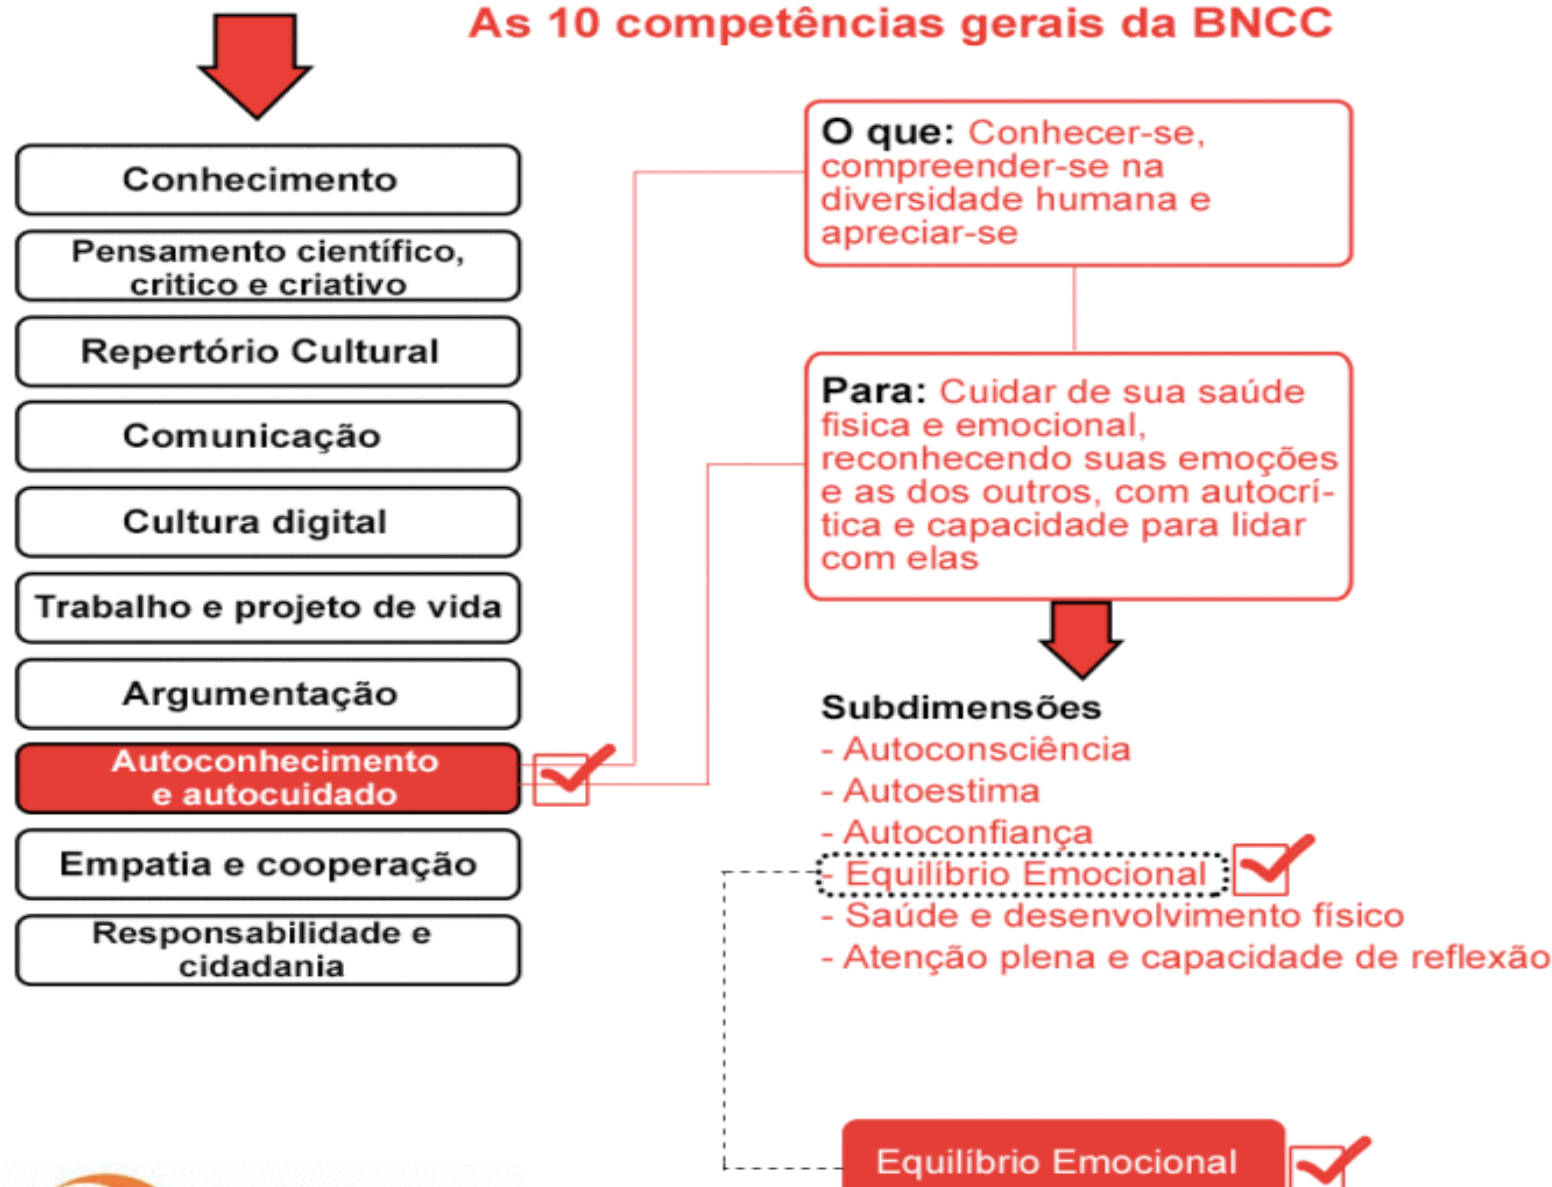 As 10 competências gerais da BNCC
Conhecimento
Pensamento científico,
critico e criativo
Repertório Cultural
Comunicação
Cultura digital
Trabalho e projeto de vida
Argumentação
Autoconhecimento
e autocuidado
Empatia e cooperação
Responsabilidade e
cidadania
O que: Conhecer-se,
compreender-se na
diversidade humana e
apreciar-se
Para: Cuidar de sua saúde
fisica e emocional,
reconhecendo suas emoções
e as dos outros, com autocrí-
tica e capacidade para lidar
com elas
Subdimensões
- Autoconsciência
- Autoestima
- Autoconfiança
- Equilíbrio Emocional
- Saúde e desenvolvimento físico
- Atenção plena e capacidade de reflexão
Equilíbrio Emocional